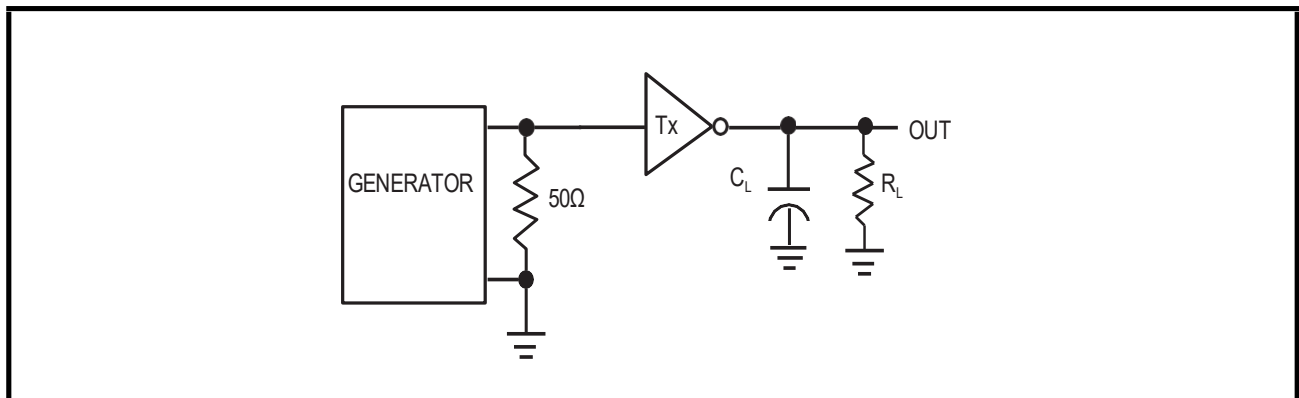 GENERATOR
50Ω
Tx
C_L
R_L
OUT